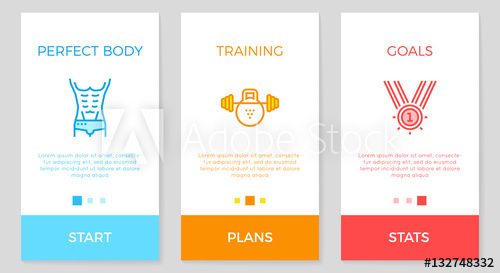 PERFECT BODY
Lorem ipsum dolor sit amet, consectetur
adipiscing elit, sed do eiusmod tempor
incididunt ut labore et dolore
magna aliqua
START
TRAINING
Lorem ipsum dolor sit amet, consectetur
adipiscing elit, sed do eiusmod tempor
incididunt ut labore et dolore
magna aliqua
PLANS
GOALS
1
Lorem ipsum dolor sit amet, consectetur
adipiscing elit, sed do eiusmod tempor
incididunt ut labore et dolore
magna aliqua
STATS
Adobe Stock
#132748332